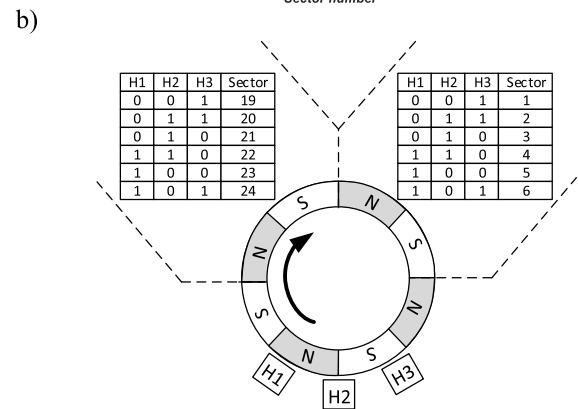 Sector number
b)
H1 H2 H3 Sector
0 0 1 19
0 1 1 20
0 1 0 21
1 1 0 22
1 0 0 23
1 0 1 24
H1 H2 H3 Sector
0 0 1 1
0 1 1 2
0 1 0 3
1 1 0 4
1 0 0 5
1 0 1 6
S N
N S
S N
N S
H1 H2 H3